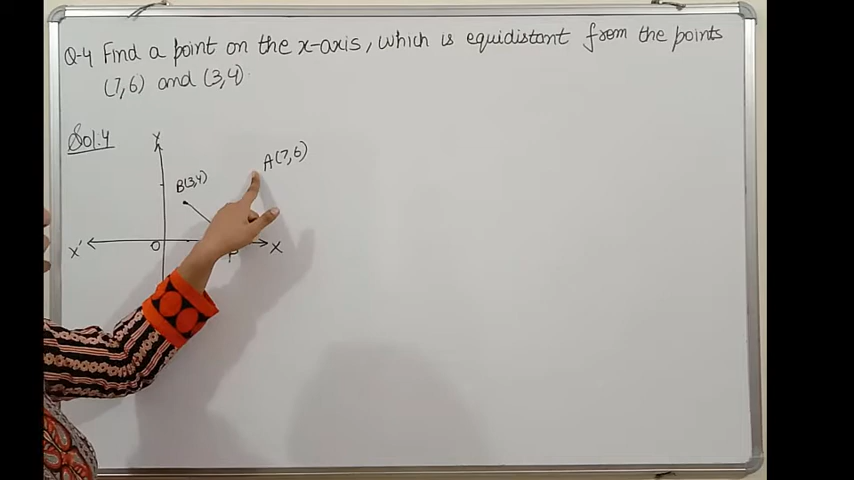 Q-4 Find a point on the x-axis, which is equidistant from the points
(7,6) and (3,4).
Sol.4
Y
A(7,6)
B(3,4)
X' O P X